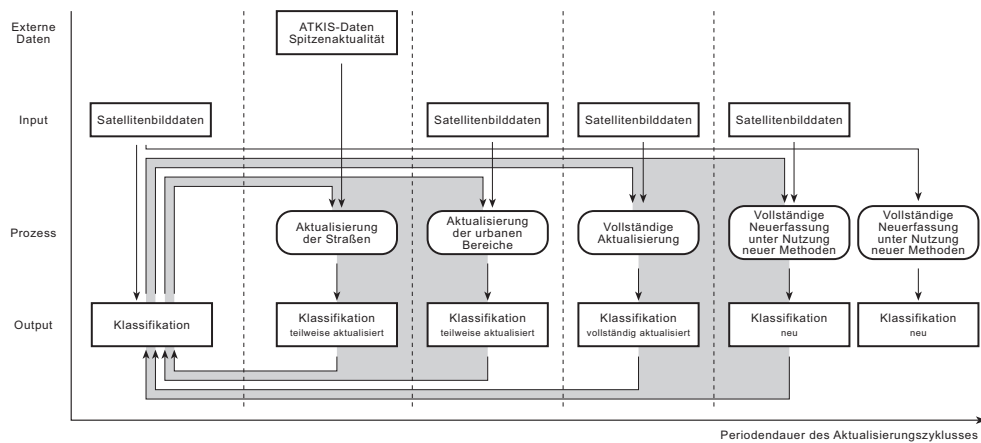 Externe
Daten
ATKIS-Daten
Spitzenaktualität
Input
Satellitenbilddaten
Satellitenbilddaten
Satellitenbilddaten
Satellitenbilddaten
Prozess
Aktualisierung
der Straßen
Aktualisierung
der urbanen
Bereiche
Vollständige
Aktualisierung
Vollständige
Neuerfassung
unter Nutzung
neuer Methoden
Vollständige
Neuerfassung
unter Nutzung
neuer Methoden
Output
Klassifikation
Klassifikation
teilweise aktualisiert
Klassifikation
teilweise aktualisiert
Klassifikation
vollständig aktualisiert
Klassifikation
neu
Klassifikation
neu
Periodendauer des Aktualisierungszyklusses